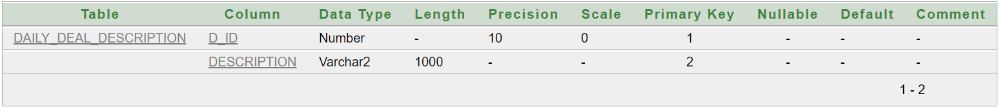 Table Column Data Type Length Precision Scale Primary Key Nullable Default Comment
DAILY_DEAL_DESCRIPTION D_ID Number - 10 0 1 - - -
DESCRIPTION Varchar2 1000 - - 2 - - -
1 - 2